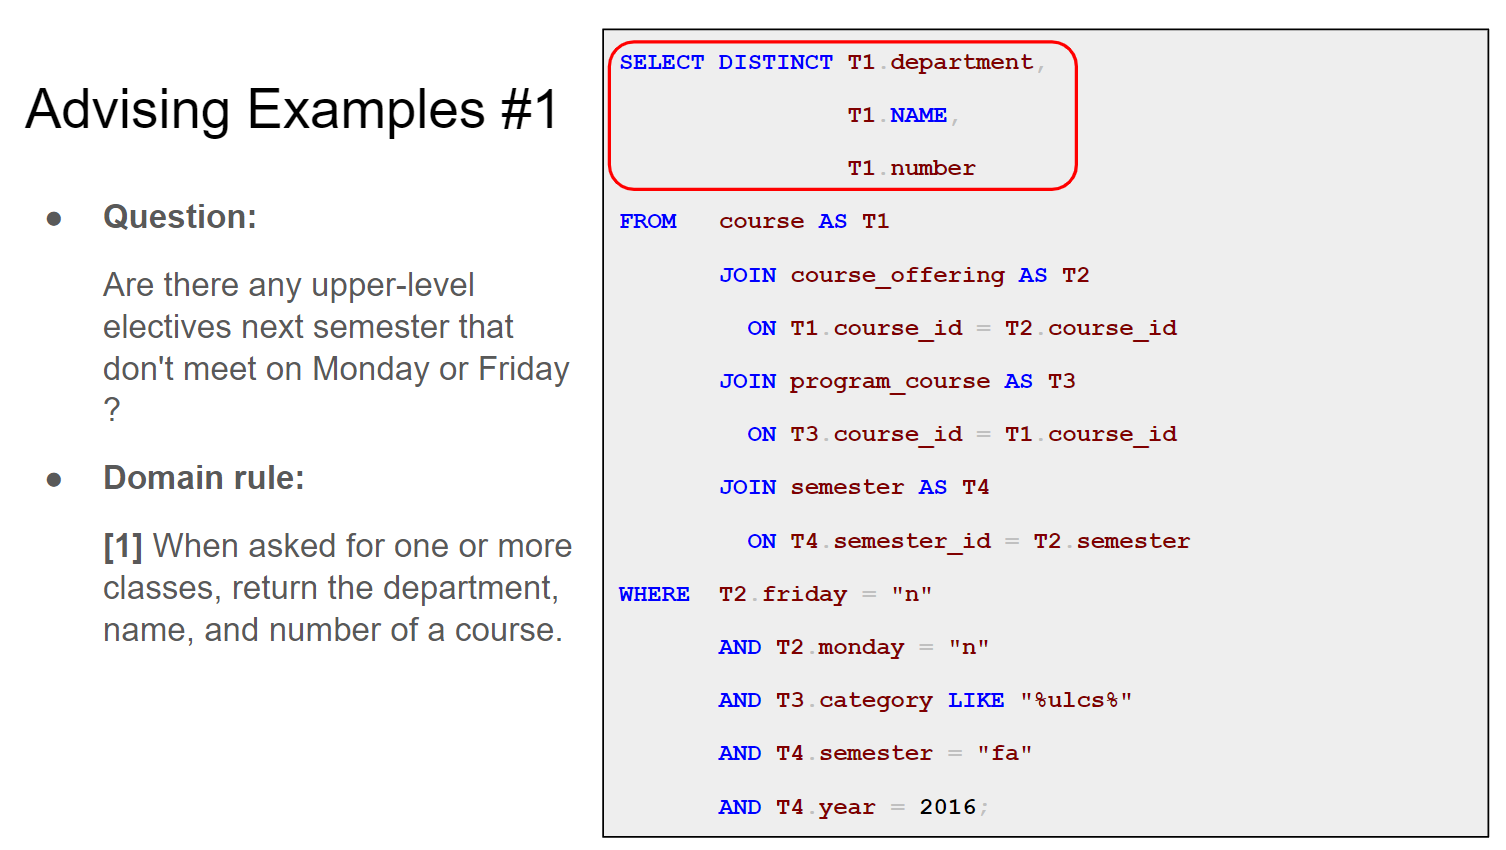 Advising Examples #1
● Question:
Are there any upper-level
electives next semester that
don't meet on Monday or Friday
?
● Domain rule:
[1] When asked for one or more
classes, return the department,
name, and number of a course.
SELECT DISTINCT T1.department,
T1.NAME,
T1.number
FROM course AS T1
JOIN course_offering AS T2
ON T1.course_id = T2.course_id
JOIN program_course AS T3
ON T3.course_id = T1.course_id
JOIN semester AS T4
ON T4.semester_id = T2.semester
WHERE T2.friday = "n"
AND T2.monday = "n"
AND T3.category LIKE "%ulcs%"
AND T4.semester = "fa"
AND T4.year = 2016;